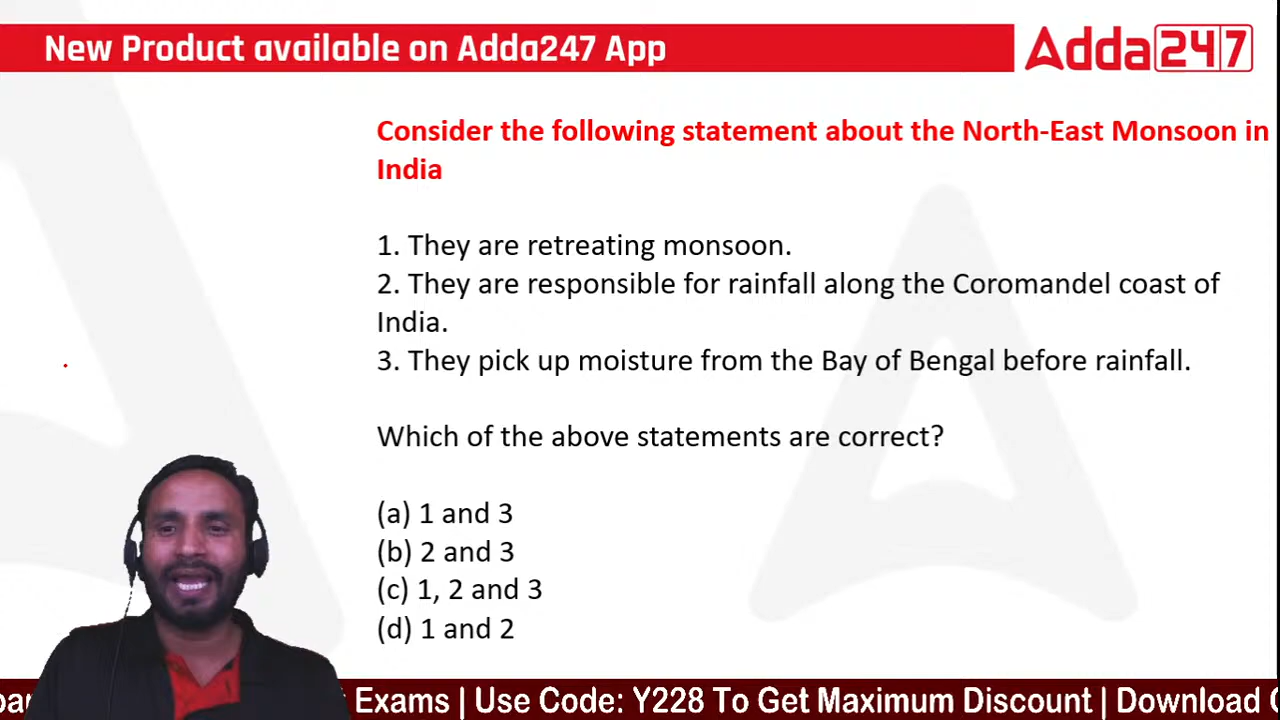 New Product available on Adda247 App
Adda247
Consider the following statement about the North-East Monsoon in
India
1. They are retreating monsoon.
2. They are responsible for rainfall along the Coromandel coast of
India.
3. They pick up moisture from the Bay of Bengal before rainfall.
Which of the above statements are correct?
(a) 1 and 3
(b) 2 and 3
(c) 1, 2 and 3
(d) 1 and 2
Exams | Use Code: Y228 To Get Maximum Discount | Download